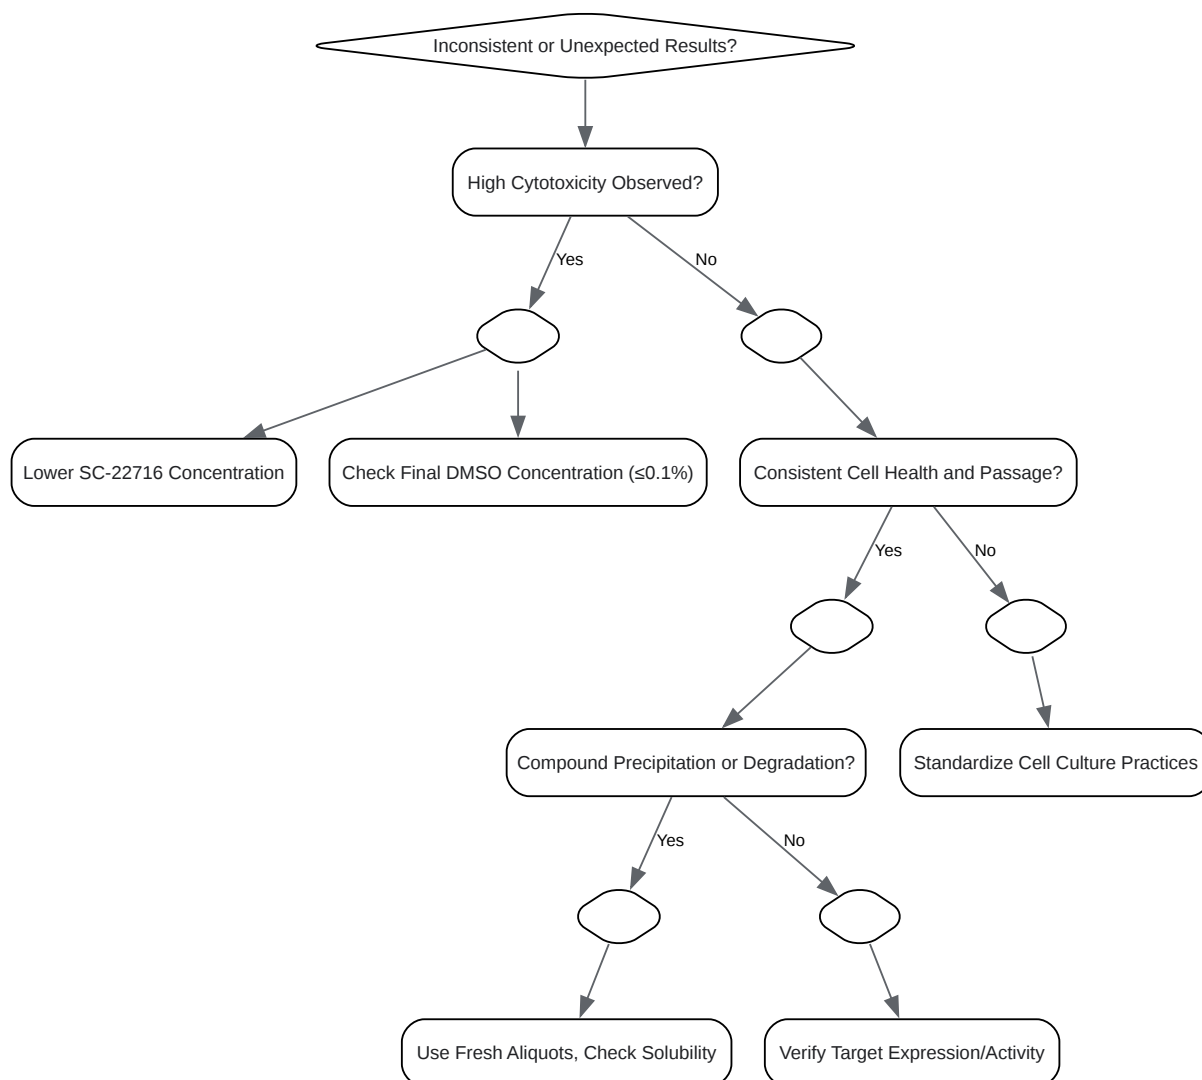 Inconsistent or Unexpected Results?
High Cytotoxicity Observed?
Yes
No
Lower SC-22716 Concentration
Check Final DMSO Concentration (≤0.1%)
Consistent Cell Health and Passage?
Yes
No
Compound Precipitation or Degradation?
Standardize Cell Culture Practices
Yes
No
Use Fresh Aliquots, Check Solubility
Verify Target Expression/Activity